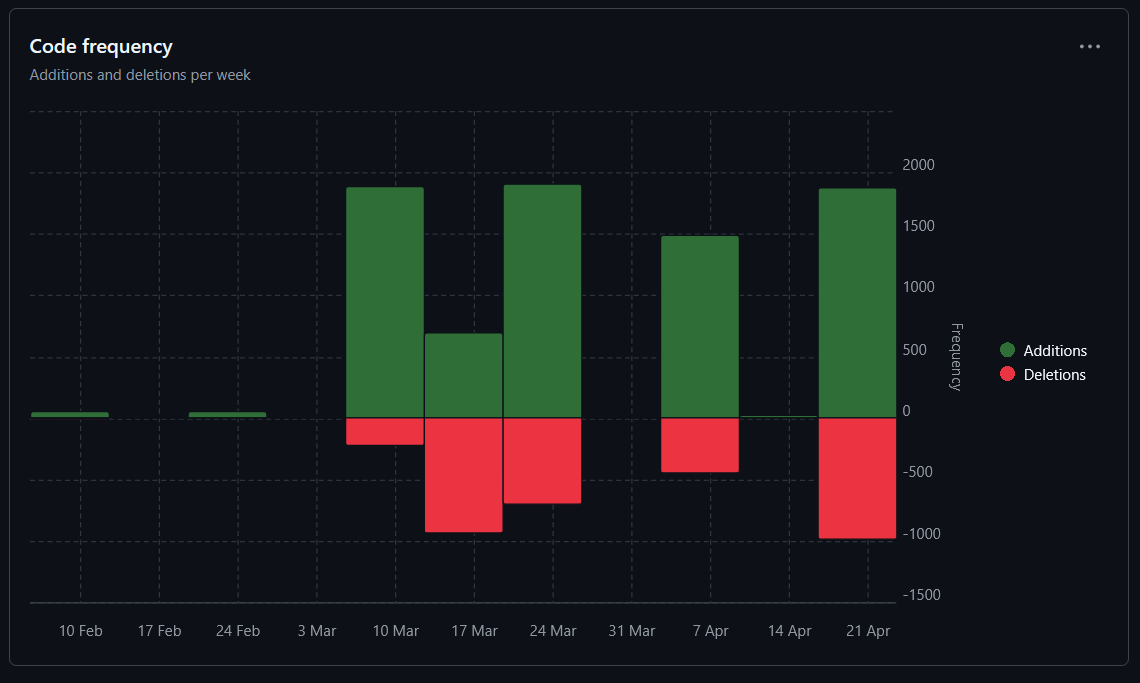 Code frequency
Additions and deletions per week
2000
1500
1000
500
0
-500
-1000
-1500
Frequency
Additions
Deletions
10 Feb
17 Feb
24 Feb
3 Mar
10 Mar
17 Mar
24 Mar
31 Mar
7 Apr
14 Apr
21 Apr